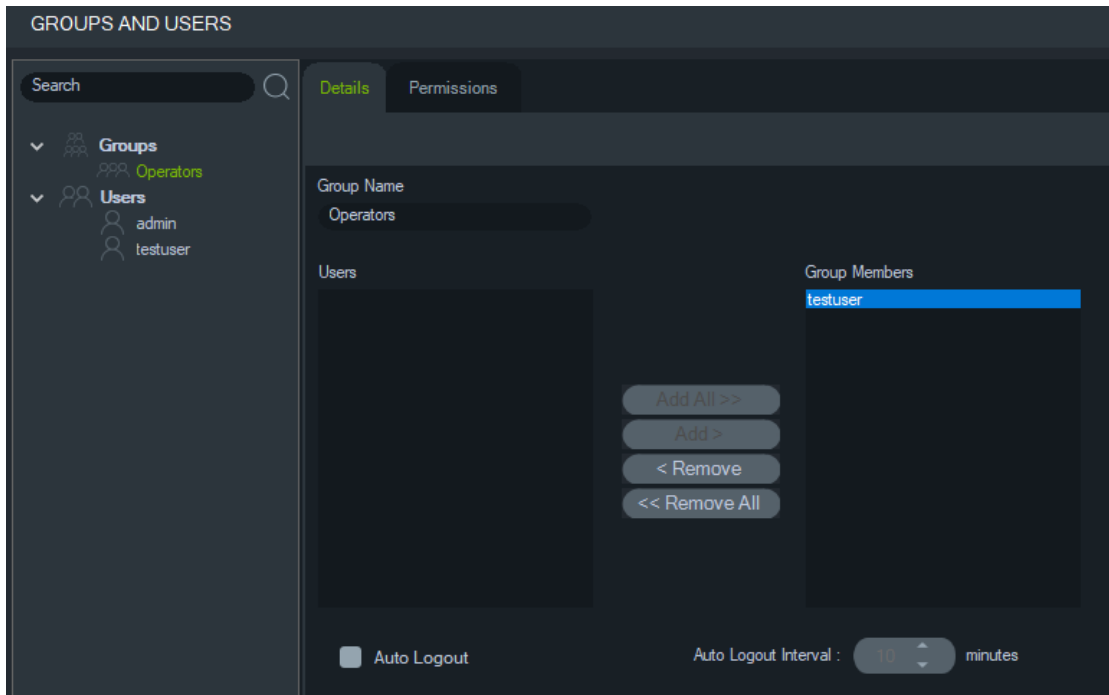 GROUPS AND USERS
Search
Groups
Operators
Users
admin
testuser
Details
Permissions
Group Name
Operators
Users
Group Members
testuser
Add All >>
Add >
< Remove
<< Remove All
Auto Logout
Auto Logout Interval :
10
minutes